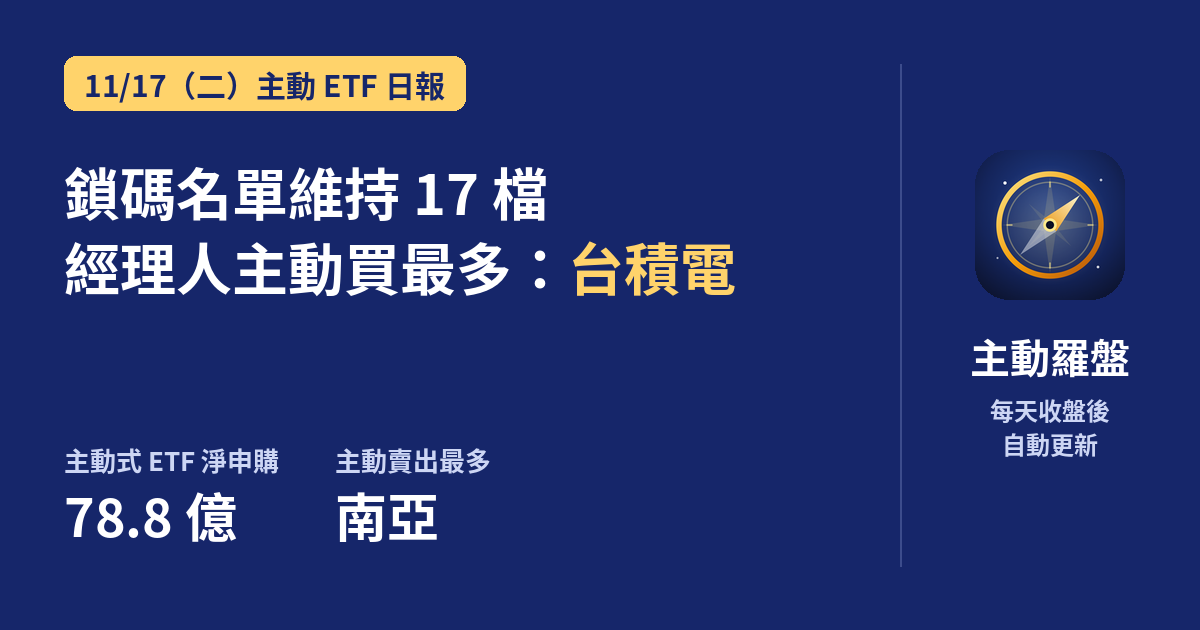 11/17（二）主動 ETF 日報
鎖碼名單維持 17 檔
經理人主動買最多：台積電
主動式 ETF 淨申購
78.8 億
主動賣出最多
南亞
主動羅盤
每天收盤後
自動更新